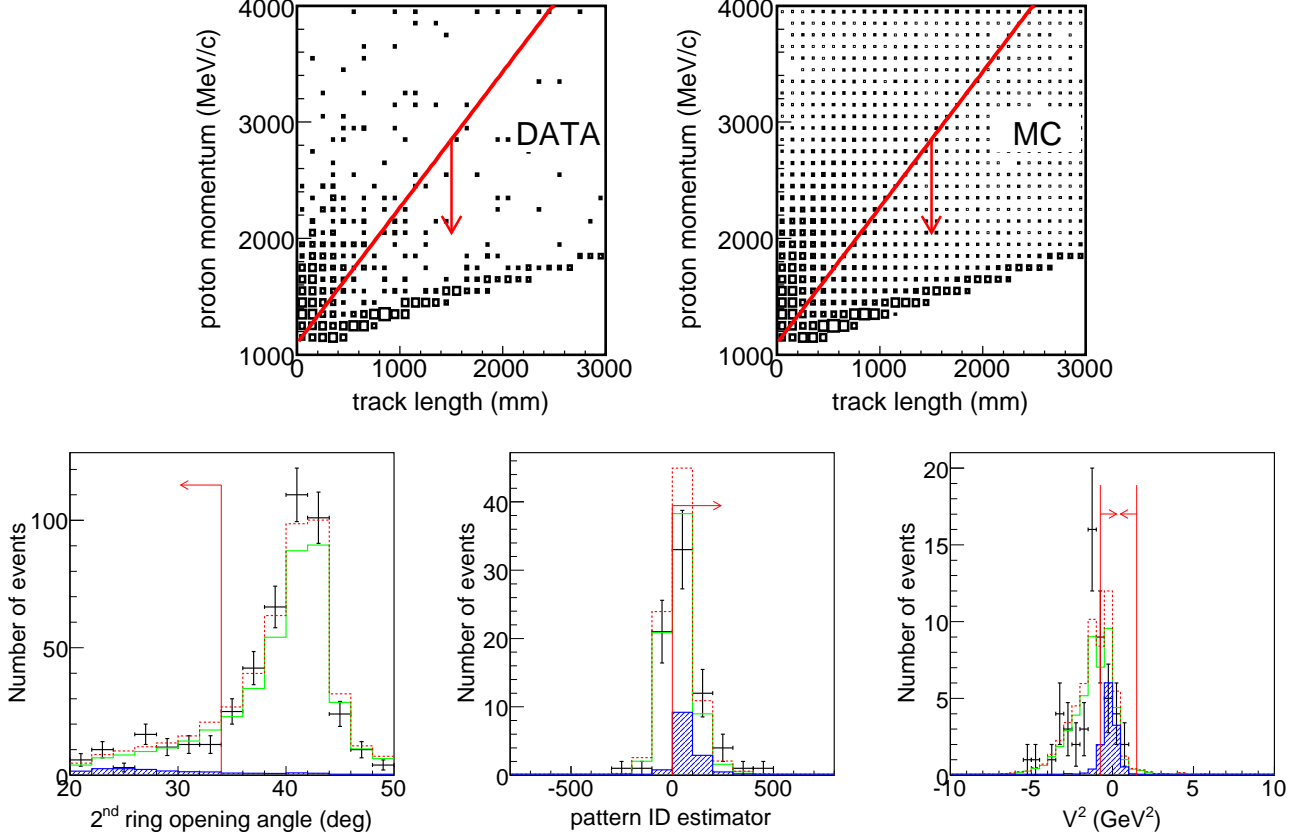 4000
3000
2000
1000
proton momentum (MeV/c)
DATA
0 1000 2000 3000
track length (mm)
4000
3000
2000
1000
proton momentum (MeV/c)
MC
0 1000 2000 3000
track length (mm)
100
50
0
Number of events
20 30 40 50
2nd ring opening angle (deg)
40
30
20
10
0
Number of events
-500 0 500
pattern ID estimator
20
15
10
5
0
Number of events
-10 -5 0 5 10
V² (GeV²)